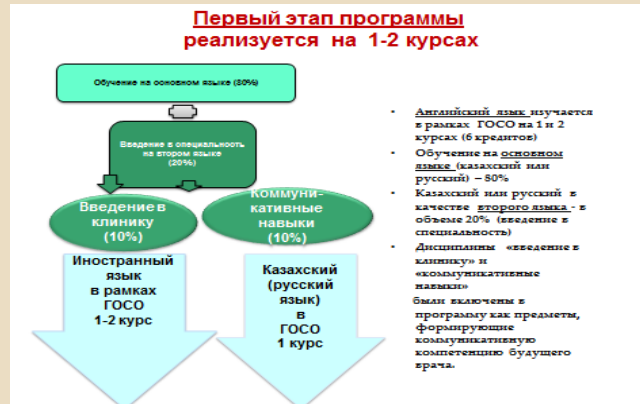 Первый этап программы
реализуется на 1-2 курсах
Обучение на основном языке (80%)
Введение в специальность
на втором языке
(20%)
Введение в
клинику
(10%)
Коммуни-
кативные
навыки
(10%)
Иностранный
язык
в рамках
ГОСО
1-2 курс
Казахский
(русский
язык)
в
ГОСО
1 курс
• Английский язык изучается
в рамках ГОСО на 1 и 2
курсах (6 кредитов)
• Обучение на основном
языке (казахский или
русский) – 80%
• Казахский или русский в
качестве второго языка - в
объеме 20% (введение в
специальность)
• Дисциплины «введение в
клинику» и
«коммуникативные
навыки»
были включены в
программу как предметы,
формирующие
коммуникативную
компетенцию будущего
врача.